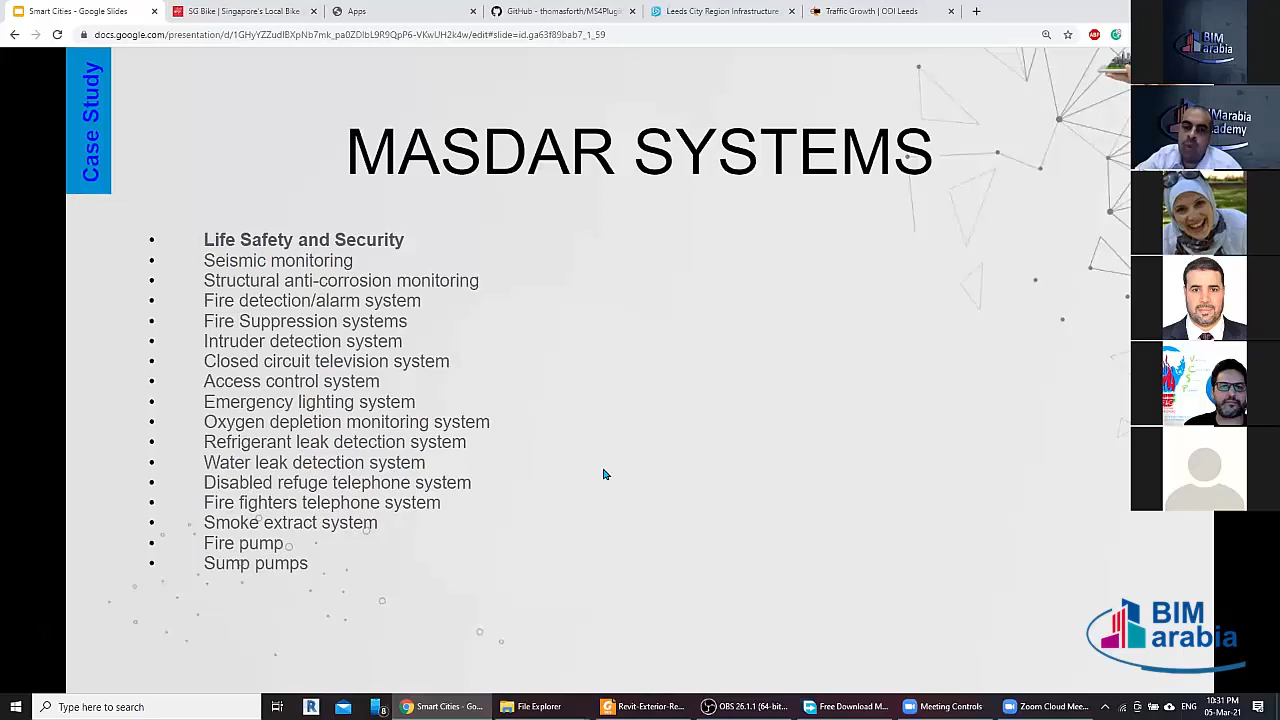 Smart Cities - Google Slides
SG Bike | Singapore's Local Bike
Apps
GitHub - thomasforth/MS4Plugi
Leeds City Region Infrastructure
Traffic Growth | ODI Leeds
docs.google.com/presentation/d/1GHyYZZudIBXpNb7mk_pa0ZDlbL9R9QpP6-VKwUH2k4w/edit#slide=id.ga63f89bab7_1_59
Case Study
MASDAR SYSTEMS
• Life Safety and Security
• Seismic monitoring
• Structural anti-corrosion monitoring
• Fire detection/alarm system
• Fire Suppression systems
• Intruder detection system
• Closed circuit television system
• Access control system
• Emergency lighting system
• Oxygen depletion monitoring system
• Refrigerant leak detection system
• Water leak detection system
• Disabled refuge telephone system
• Fire fighters telephone system
• Smoke extract system
• Fire pump
• Sump pumps
BIM
arabia
BIM
arabia
Type here to search
Smart Cities - Go...
File Explorer
Revit-Exterior-Re...
OBS 26.1.1 (64-bit...
Free Download M...
Meeting Controls
Zoom Cloud Mee...
10:31 PM
05-Mar-21